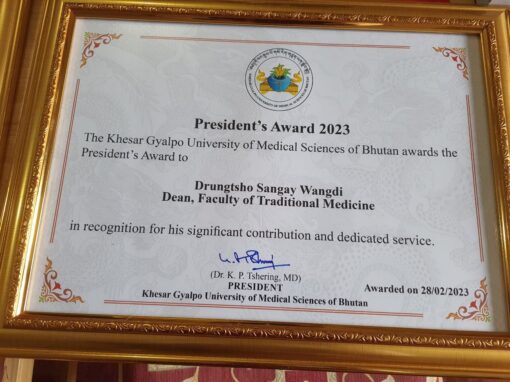 President's Award 2023
The Khesar Gyalpo University of Medical Sciences of Bhutan awards the
President's Award to
Drungtsho Sangay Wangdi
Dean, Faculty of Traditional Medicine
in recognition for his significant contribution and dedicated service.
(Dr. K. P. Tshering, MD)
PRESIDENT
Khesar Gyalpo University of Medical Sciences of Bhutan
Awarded on 28/02/2023